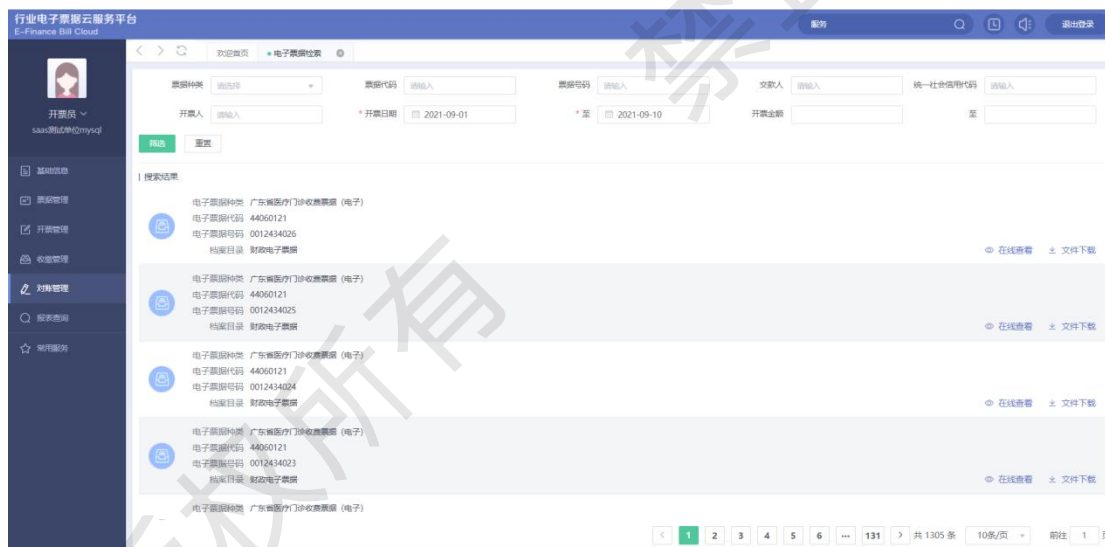 行业电子票据云服务平台
E-Finance Bill Cloud
服务
退出登录
欢迎首页
电子票据检索
开票员
saas测试单位mysql
基础信息
票据管理
开票管理
收缴管理
对账管理
报表查询
常用服务
票据种类 请选择
票据代码 请输入
票据号码 请输入
交款人 请输入
统一社会信用代码 请输入
开票人 请输入
* 开票日期 2021-09-01
* 至 2021-09-10
开票金额
至
筛选 重置
搜索结果
电子票据种类 广东省医疗门诊收费票据（电子）
电子票据代码 44060121
电子票据号码 0012434026
档案目录 财政电子票据
在线查看 文件下载
电子票据种类 广东省医疗门诊收费票据（电子）
电子票据代码 44060121
电子票据号码 0012434025
档案目录 财政电子票据
在线查看 文件下载
电子票据种类 广东省医疗门诊收费票据（电子）
电子票据代码 44060121
电子票据号码 0012434024
档案目录 财政电子票据
在线查看 文件下载
电子票据种类 广东省医疗门诊收费票据（电子）
电子票据代码 44060121
电子票据号码 0012434023
档案目录 财政电子票据
在线查看 文件下载
电子票据种类 广东省医疗门诊收费票据（电子）
1 2 3 4 5 6 ··· 131 共 1305 条 10条/页 前往 1
版权所有
禁